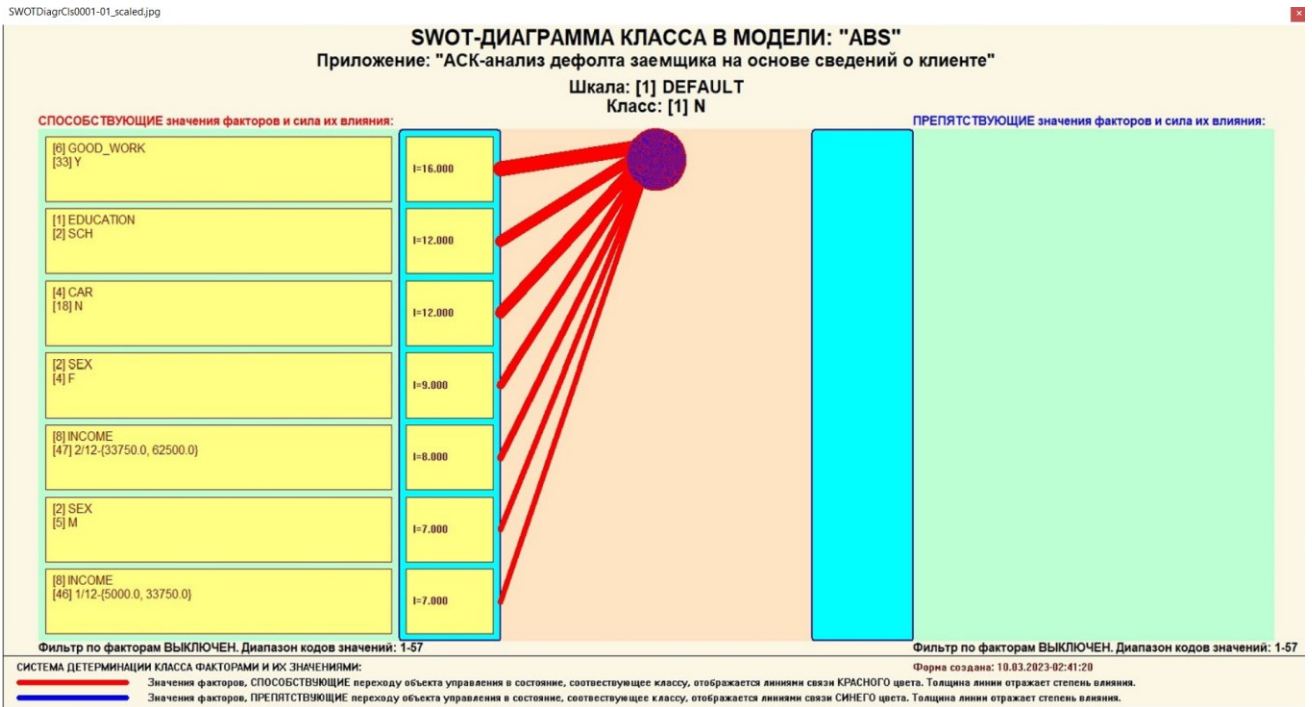 SWOTDiagrCls0001-01_scaled.jpg
SWOT-ДИАГРАММА КЛАССА В МОДЕЛИ: "ABS"
Приложение: "АСК-анализ дефолта заемщика на основе сведений о клиенте"
Шкала: [1] DEFAULT
Класс: [1] N
СПОСОБСТВУЮЩИЕ значения факторов и сила их влияния:
ПРЕПЯТСТВУЮЩИЕ значения факторов и сила их влияния:
[6] GOOD_WORK
[33] Y
I=16.000
[1] EDUCATION
[2] SCH
I=12.000
[4] CAR
[18] N
I=12.000
[2] SEX
[4] F
I=9.000
[8] INCOME
[47] 2/12-{33750.0, 62500.0}
I=8.000
[2] SEX
[5] M
I=7.000
[8] INCOME
[46] 1/12-{5000.0, 33750.0}
I=7.000
Фильтр по факторам ВЫКЛЮЧЕН. Диапазон кодов значений: 1-57
Фильтр по факторам ВЫКЛЮЧЕН. Диапазон кодов значений: 1-57
СИСТЕМА ДЕТЕРМИНАЦИИ КЛАССА ФАКТОРАМИ И ИХ ЗНАЧЕНИЯМИ:
Форма создана: 10.03.2023-02:41:20
Значения факторов, СПОСОБСТВУЮЩИЕ переходу объекта управления в состояние, соотвествующее классу, отображается линиями связи КРАСНОГО цвета. Толщина линии отражает степень влияния.
Значения факторов, ПРЕПЯТСТВУЮЩИЕ переходу объекта управления в состояние, соотвествующее классу, отображается линиями связи СИНЕГО цвета. Толщина линии отражает степень влияния.